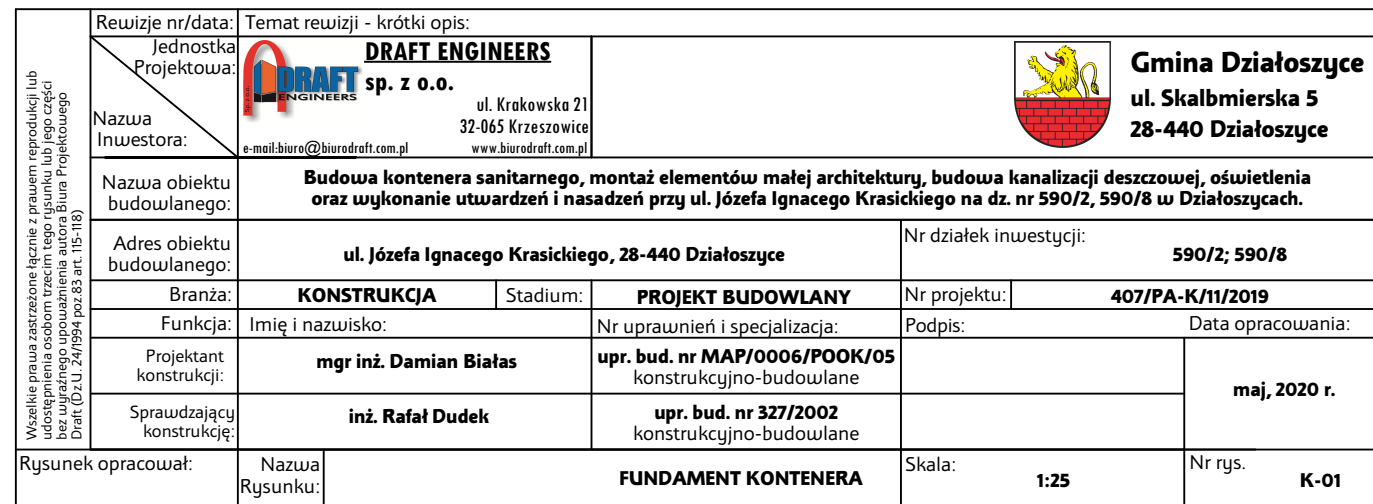 Wszelkie prawa zastrzeżone łącznie z prawem reprodukcji lub
udostępnienia osobom trzecim tego rysunku lub jego części
bez wyraźnego upoważnienia autora Biura Projektowego
Draft (Dz.U. 24/1994 poz.83 art. 115-118)
Rewizje nr/data: Temat rewizji - krótki opis:
Jednostka
Projektowa:
Nazwa
Inwestora:
Sp. z o.o.
DRAFT
ENGINEERS
DRAFT ENGINEERS
sp. z o.o.
ul. Krakowska 21
32-065 Krzeszowice
e-mail:biuro@biurodraft.com.pl www.biurodraft.com.pl
Gmina Działoszyce
ul. Skalbmierska 5
28-440 Działoszyce
Nazwa obiektu
budowlanego:
Budowa kontenera sanitarnego, montaż elementów małej architektury, budowa kanalizacji deszczowej, oświetlenia
oraz wykonanie utwardzeń i nasadzeń przy ul. Józefa Ignacego Krasickiego na dz. nr 590/2, 590/8 w Działoszycach.
Adres obiektu
budowlanego:
ul. Józefa Ignacego Krasickiego, 28-440 Działoszyce
Nr działek inwestycji:
590/2; 590/8
Branża: KONSTRUKCJA Stadium: PROJEKT BUDOWLANY Nr projektu: 407/PA-K/11/2019
Funkcja: Imię i nazwisko: Nr uprawnień i specjalizacja: Podpis: Data opracowania:
Projektant
konstrukcji:
mgr inż. Damian Białas
upr. bud. nr MAP/0006/POOK/05
konstrukcyjno-budowlane
maj, 2020 r.
Sprawdzający
konstrukcję:
inż. Rafał Dudek
upr. bud. nr 327/2002
konstrukcyjno-budowlane
Rysunek opracował:
Nazwa
Rysunku:
FUNDAMENT KONTENERA
Skala:
1:25
Nr rys.
K-01